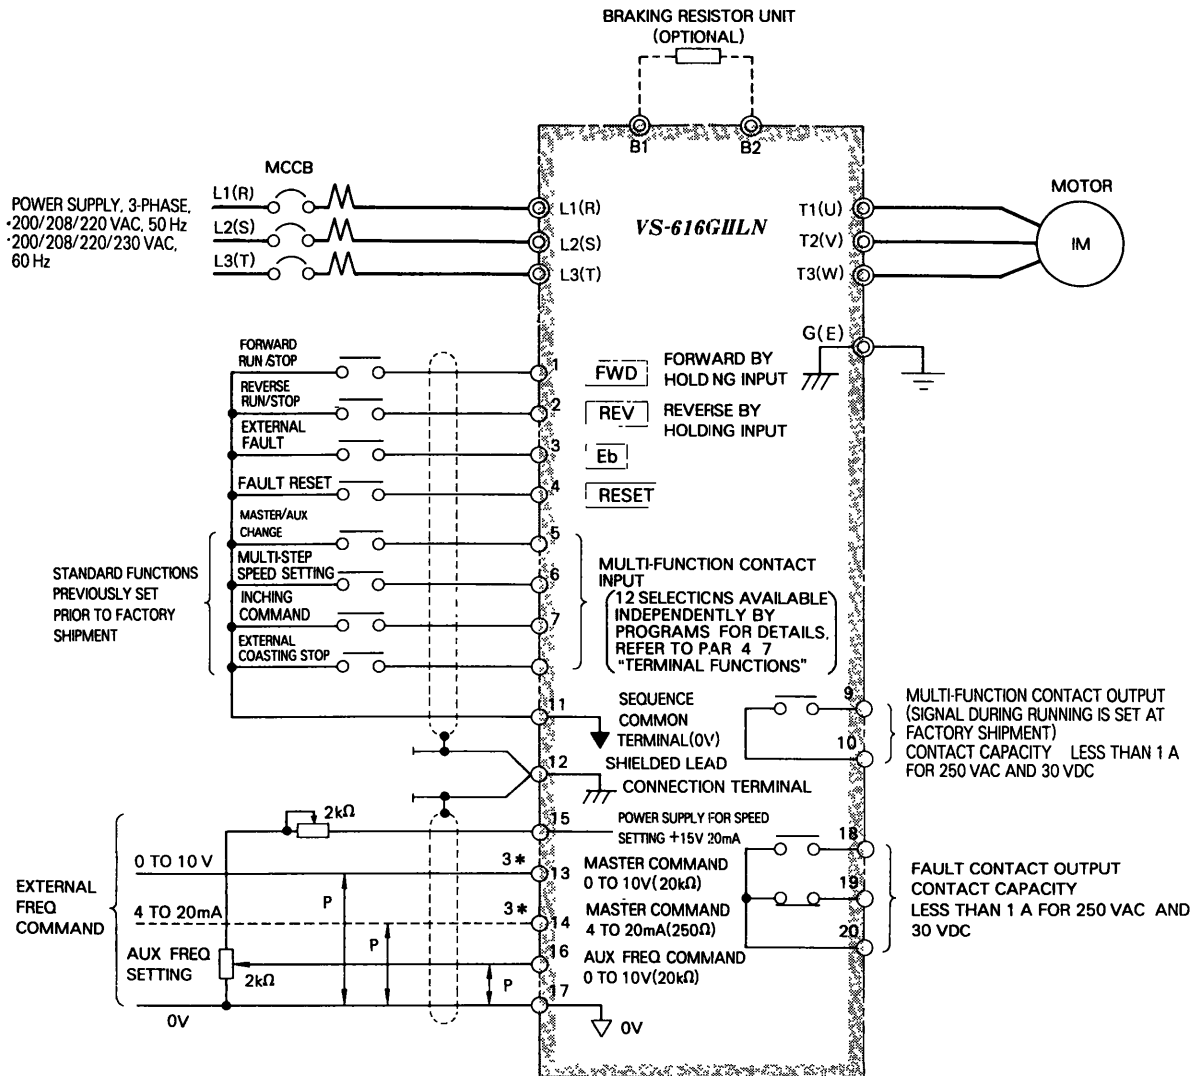 BRAKING RESISTOR UNIT
(OPTIONAL)
B1
B2
MCCB
POWER SUPPLY, 3-PHASE,
•200/208/220 VAC, 50 Hz
•200/208/220/230 VAC,
60 Hz
L1(R)
L2(S)
L3(T)
L1(R)
L2(S)
L3(T)
VS-616GIILN
T1(U)
T2(V)
T3(W)
MOTOR
IM
G(E)
FORWARD
RUN/STOP
1
FWD
FORWARD BY
HOLDING INPUT
REVERSE
RUN/STOP
2
REV
REVERSE BY
HOLDING INPUT
EXTERNAL
FAULT
3
Eb
FAULT RESET
4
RESET
STANDARD FUNCTIONS
PREVIOUSLY SET
PRIOR TO FACTORY
SHIPMENT
MASTER/AUX
CHANGE
5
MULTI-STEP
SPEED SETTING
6
INCHING
COMMAND
7
EXTERNAL
COASTING STOP
MULTI-FUNCTION CONTACT
INPUT
(12 SELECTIONS AVAILABLE
INDEPENDENTLY BY
PROGRAMS FOR DETAILS,
REFER TO PAR 4 7
"TERMINAL FUNCTIONS")
11
SEQUENCE
COMMON
TERMINAL(0V)
12
SHIELDED LEAD
CONNECTION TERMINAL
9
10
MULTI-FUNCTION CONTACT OUTPUT
(SIGNAL DURING RUNNING IS SET AT
FACTORY SHIPMENT)
CONTACT CAPACITY LESS THAN 1 A
FOR 250 VAC AND 30 VDC
EXTERNAL
FREQ
COMMAND
2kΩ
15
POWER SUPPLY FOR SPEED
SETTING +15V 20mA
0 TO 10 V
3*
13
MASTER COMMAND
0 TO 10V(20kΩ)
P
4 TO 20mA
3*
14
MASTER COMMAND
4 TO 20mA(250Ω)
P
AUX FREQ
SETTING
2kΩ
16
AUX FREQ COMMAND
0 TO 10V(20kΩ)
P
0V
17
0V
18
19
20
FAULT CONTACT OUTPUT
CONTACT CAPACITY
LESS THAN 1 A FOR 250 VAC AND
30 VDC